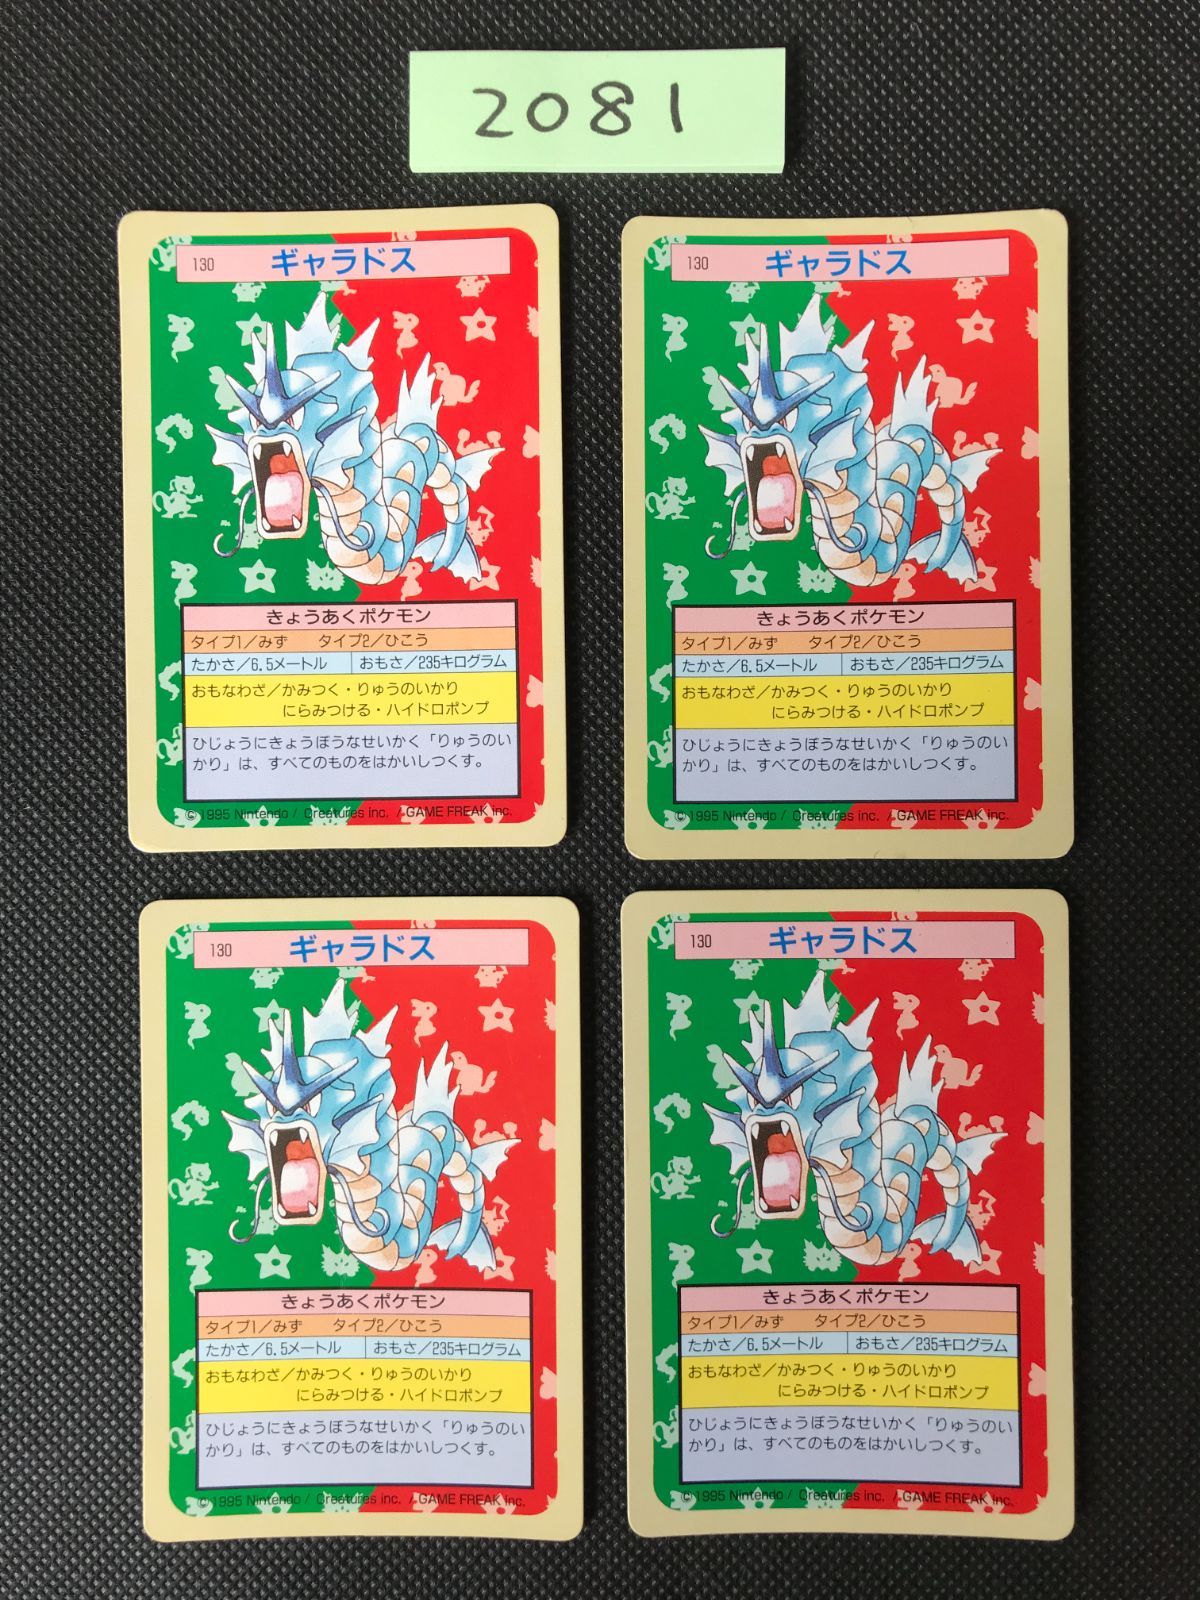 2081
130 ギャラドス
きょうあくポケモン
タイプ1/みず タイプ2/ひこう
たかさ/6.5メートル おもさ/235キログラム
おもなわざ/かみつく・りゅうのいかり
にらみつける・ハイドロポンプ
ひじょうにきょうぼうなせいかく「りゅうのい
かり」は、すべてのものをはかいしつくす。
©1995 Nintendo / Creatures inc. / GAME FREAK inc.
130 ギャラドス
きょうあくポケモン
タイプ1/みず タイプ2/ひこう
たかさ/6.5メートル おもさ/235キログラム
おもなわざ/かみつく・りゅうのいかり
にらみつける・ハイドロポンプ
ひじょうにきょうぼうなせいかく「りゅうのい
かり」は、すべてのものをはかいしつくす。
©1995 Nintendo / Creatures inc. / GAME FREAK inc.
130 ギャラドス
きょうあくポケモン
タイプ1/みず タイプ2/ひこう
たかさ/6.5メートル おもさ/235キログラム
おもなわざ/かみつく・りゅうのいかり
にらみつける・ハイドロポンプ
ひじょうにきょうぼうなせいかく「りゅうのい
かり」は、すべてのものをはかいしつくす。
©1995 Nintendo / Creatures inc. / GAME FREAK inc.
130 ギャラドス
きょうあくポケモン
タイプ1/みず タイプ2/ひこう
たかさ/6.5メートル おもさ/235キログラム
おもなわざ/かみつく・りゅうのいかり
にらみつける・ハイドロポンプ
ひじょうにきょうぼうなせいかく「りゅうのい
かり」は、すべてのものをはかいしつくす。
©1995 Nintendo / Creatures inc. / GAME FREAK inc.